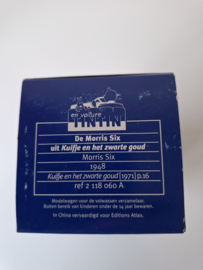 en voiture
TINTIN
De Morris Six
uit Kuifje en het zwarte goud
Morris Six
1948
Kuifje en het zwarte goud [1971] p.16
ref 2 118 060 A
Modelwagen voor de volwassen verzamelaar.
Buiten bereik van kinderen onder de 14 jaar bewaren.
In China vervaardigd voor Editions Atlas.